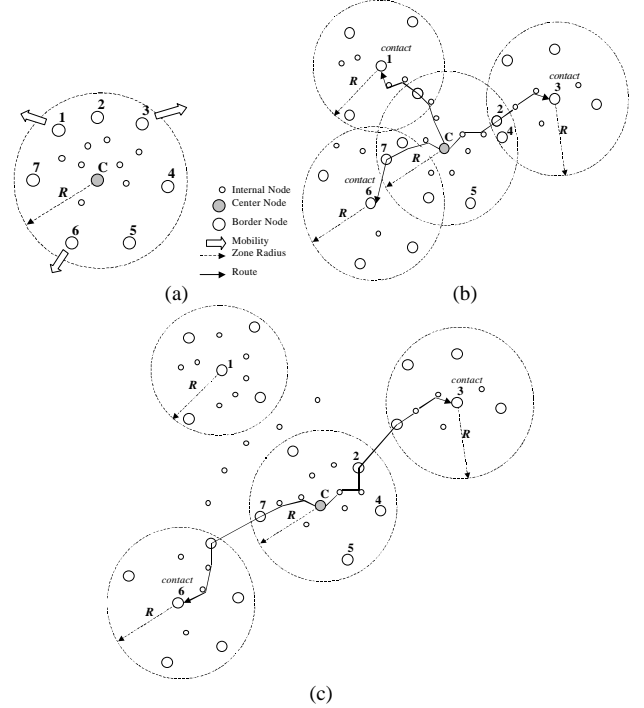 2
1
3
C
7
R
4
6
5
Internal Node
Center Node
Border Node
Mobility
Zone Radius
Route
(a)
contact
1
R
contact
3
2
4
C
R
7
R
contact
6
R
5
(b)
1
R
contact
3
R
2
C
7
R
4
5
contact
6
R
(c)